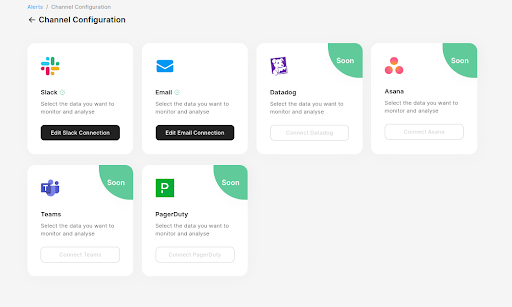 Alerts / Channel Configuration
← Channel Configuration
Slack
Select the data you want to
monitor and analyse
Edit Slack Connection
Email
Select the data you want to
monitor and analyse
Edit Email Connection
Soon
Datadog
Select the data you want to
monitor and analyse
Connect Datadog
Soon
Asana
Select the data you want to
monitor and analyse
Connect Asana
Soon
Teams
Select the data you want to
monitor and analyse
Connect Teams
Soon
PagerDuty
Select the data you want to
monitor and analyse
Connect PagerDuty